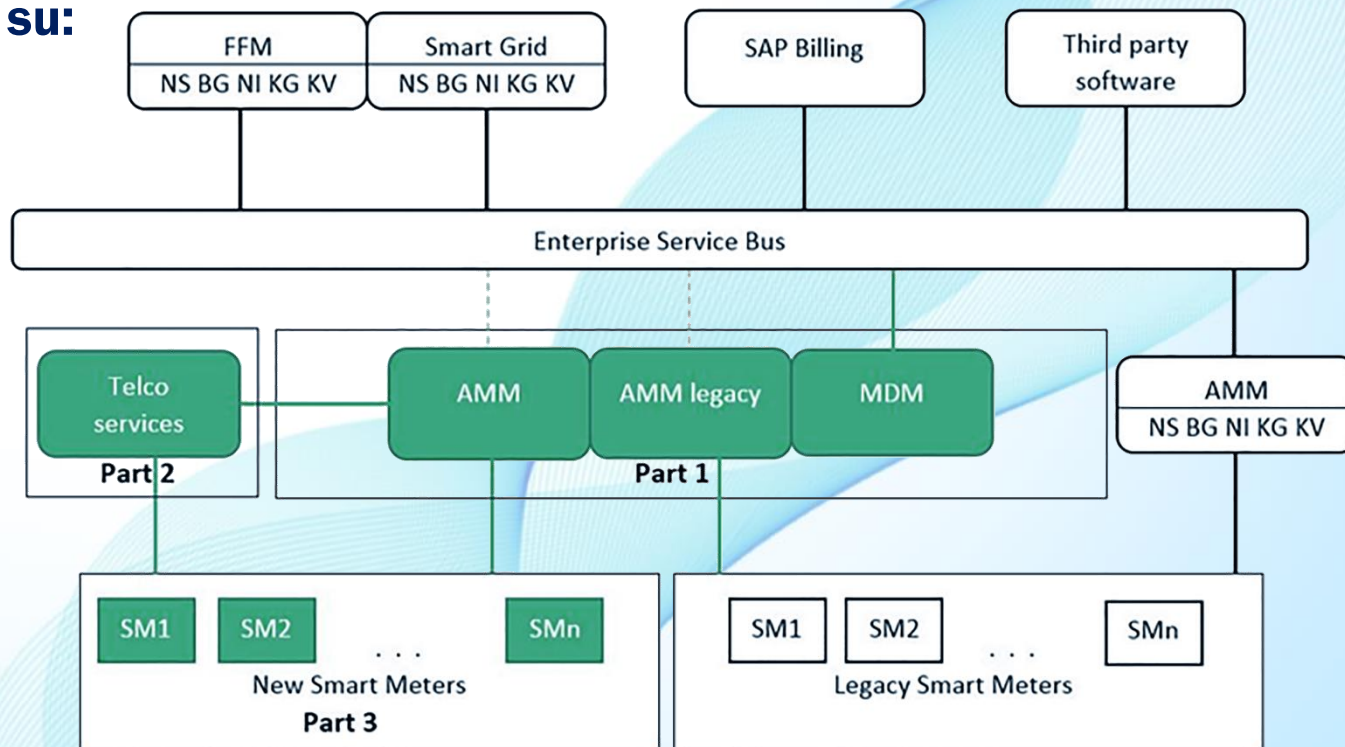 su:
FFM
NS BG NI KG KV
Smart Grid
NS BG NI KG KV
SAP Billing
Third party
software
Enterprise Service Bus
Telco
services
Part 2
AMM
AMM legacy
MDM
Part 1
AMM
NS BG NI KG KV
SM1
SM2
. . .
SMn
New Smart Meters
Part 3
SM1
SM2
. . .
SMn
Legacy Smart Meters